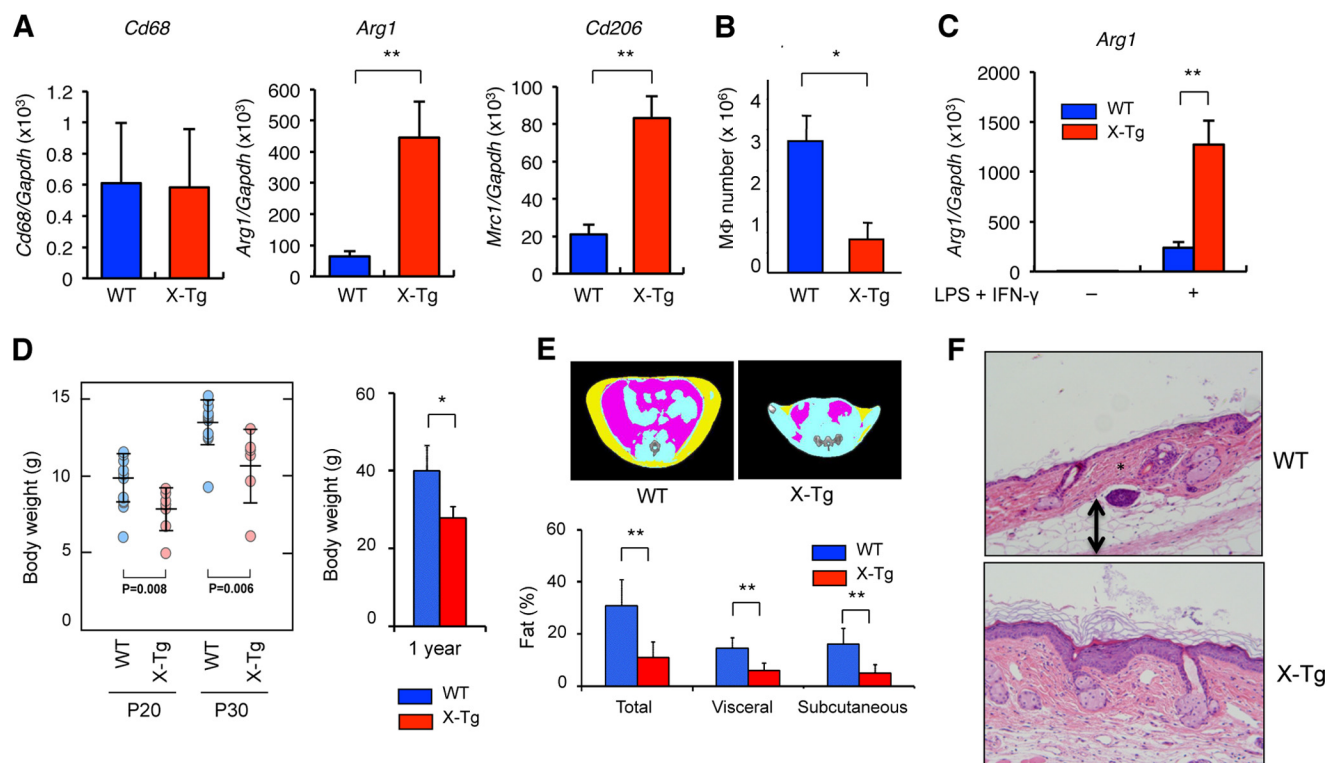 A
Cd68
Cd68/Gapdh (x10³)
1.2
1
0.8
0.6
0.4
0.2
0
WT
X-Tg
Arg1
**
Arg1/Gapdh (x10³)
600
500
400
300
200
100
0
WT
X-Tg
Cd206
**
Mrc1/Gapdh (x10³)
100
80
60
40
20
0
WT
X-Tg
B
*
MΦ number (x 10⁶)
4
3
2
1
0
WT
X-Tg
C
Arg1
**
Arg1/Gapdh (x10³)
2000
1500
1000
500
0
WT
X-Tg
LPS + IFN-γ
–
+
D
Body weight (g)
15
10
5
0
P=0.008
P=0.006
WT
X-Tg
WT
X-Tg
P20
P30
Body weight (g)
60
40
20
0
*
1 year
WT
X-Tg
E
WT
X-Tg
Fat (%)
60
40
20
0
**
**
**
WT
X-Tg
Total
Visceral
Subcutaneous
F
*
WT
X-Tg